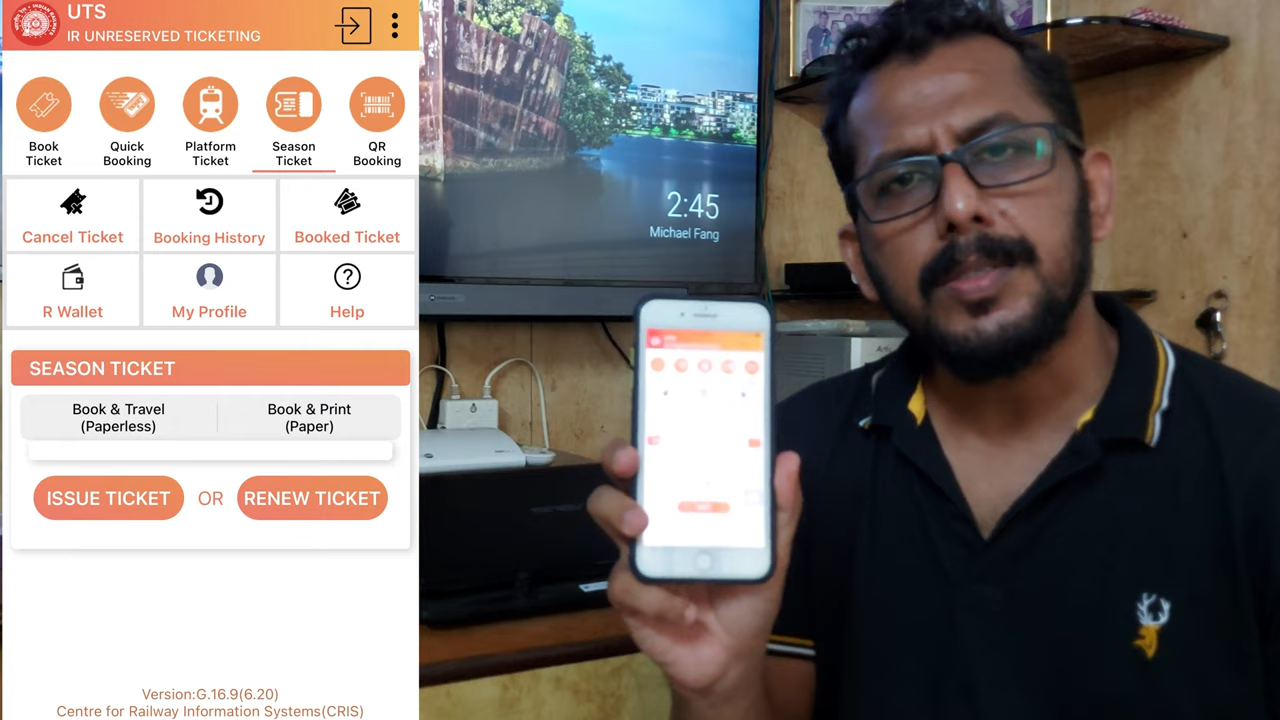 UTS
IR UNRESERVED TICKETING
Book
Ticket
Quick
Booking
Platform
Ticket
Season
Ticket
QR
Booking
Cancel Ticket
Booking History
Booked Ticket
R Wallet
My Profile
Help
SEASON TICKET
Book & Travel
(Paperless)
Book & Print
(Paper)
ISSUE TICKET OR RENEW TICKET
Version:G.16.9(6.20)
Centre for Railway Information Systems(CRIS)
2:45
Michael Fang